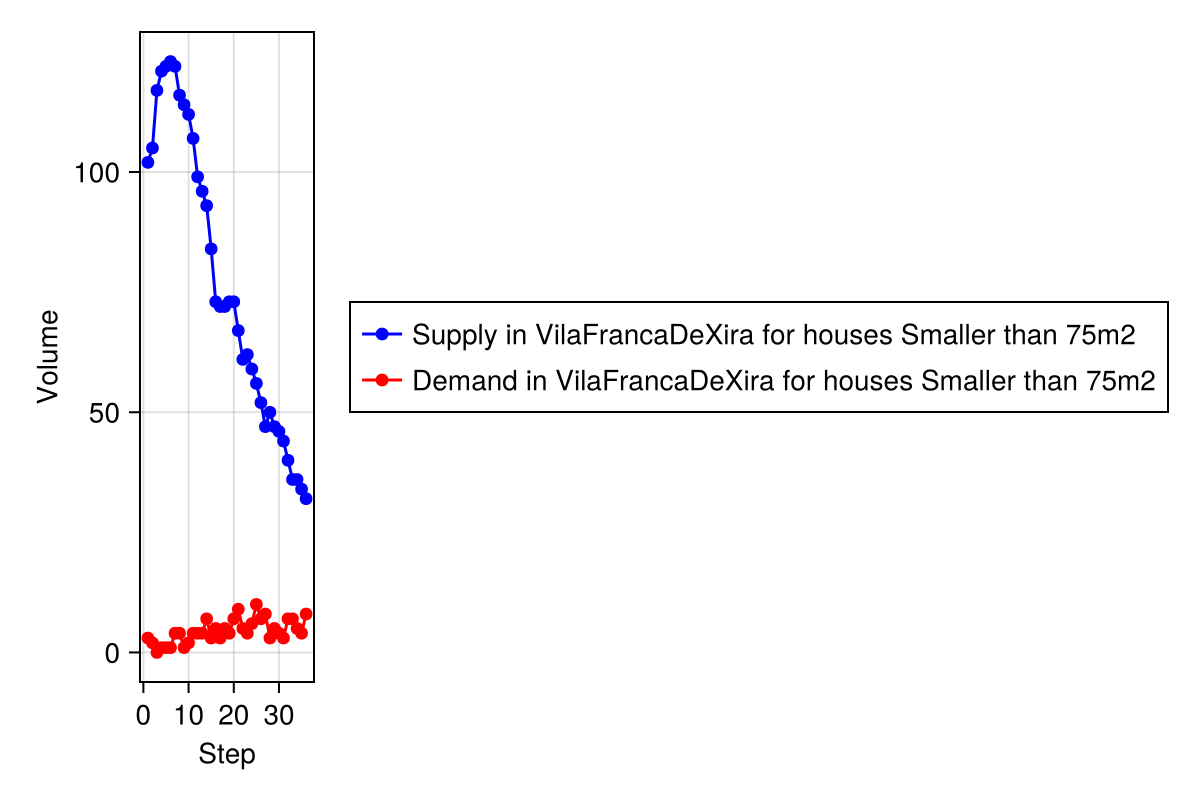 Volume
100
50
0
0 10 20 30
Step
Supply in VilaFrancaDeXira for houses Smaller than 75m2
Demand in VilaFrancaDeXira for houses Smaller than 75m2